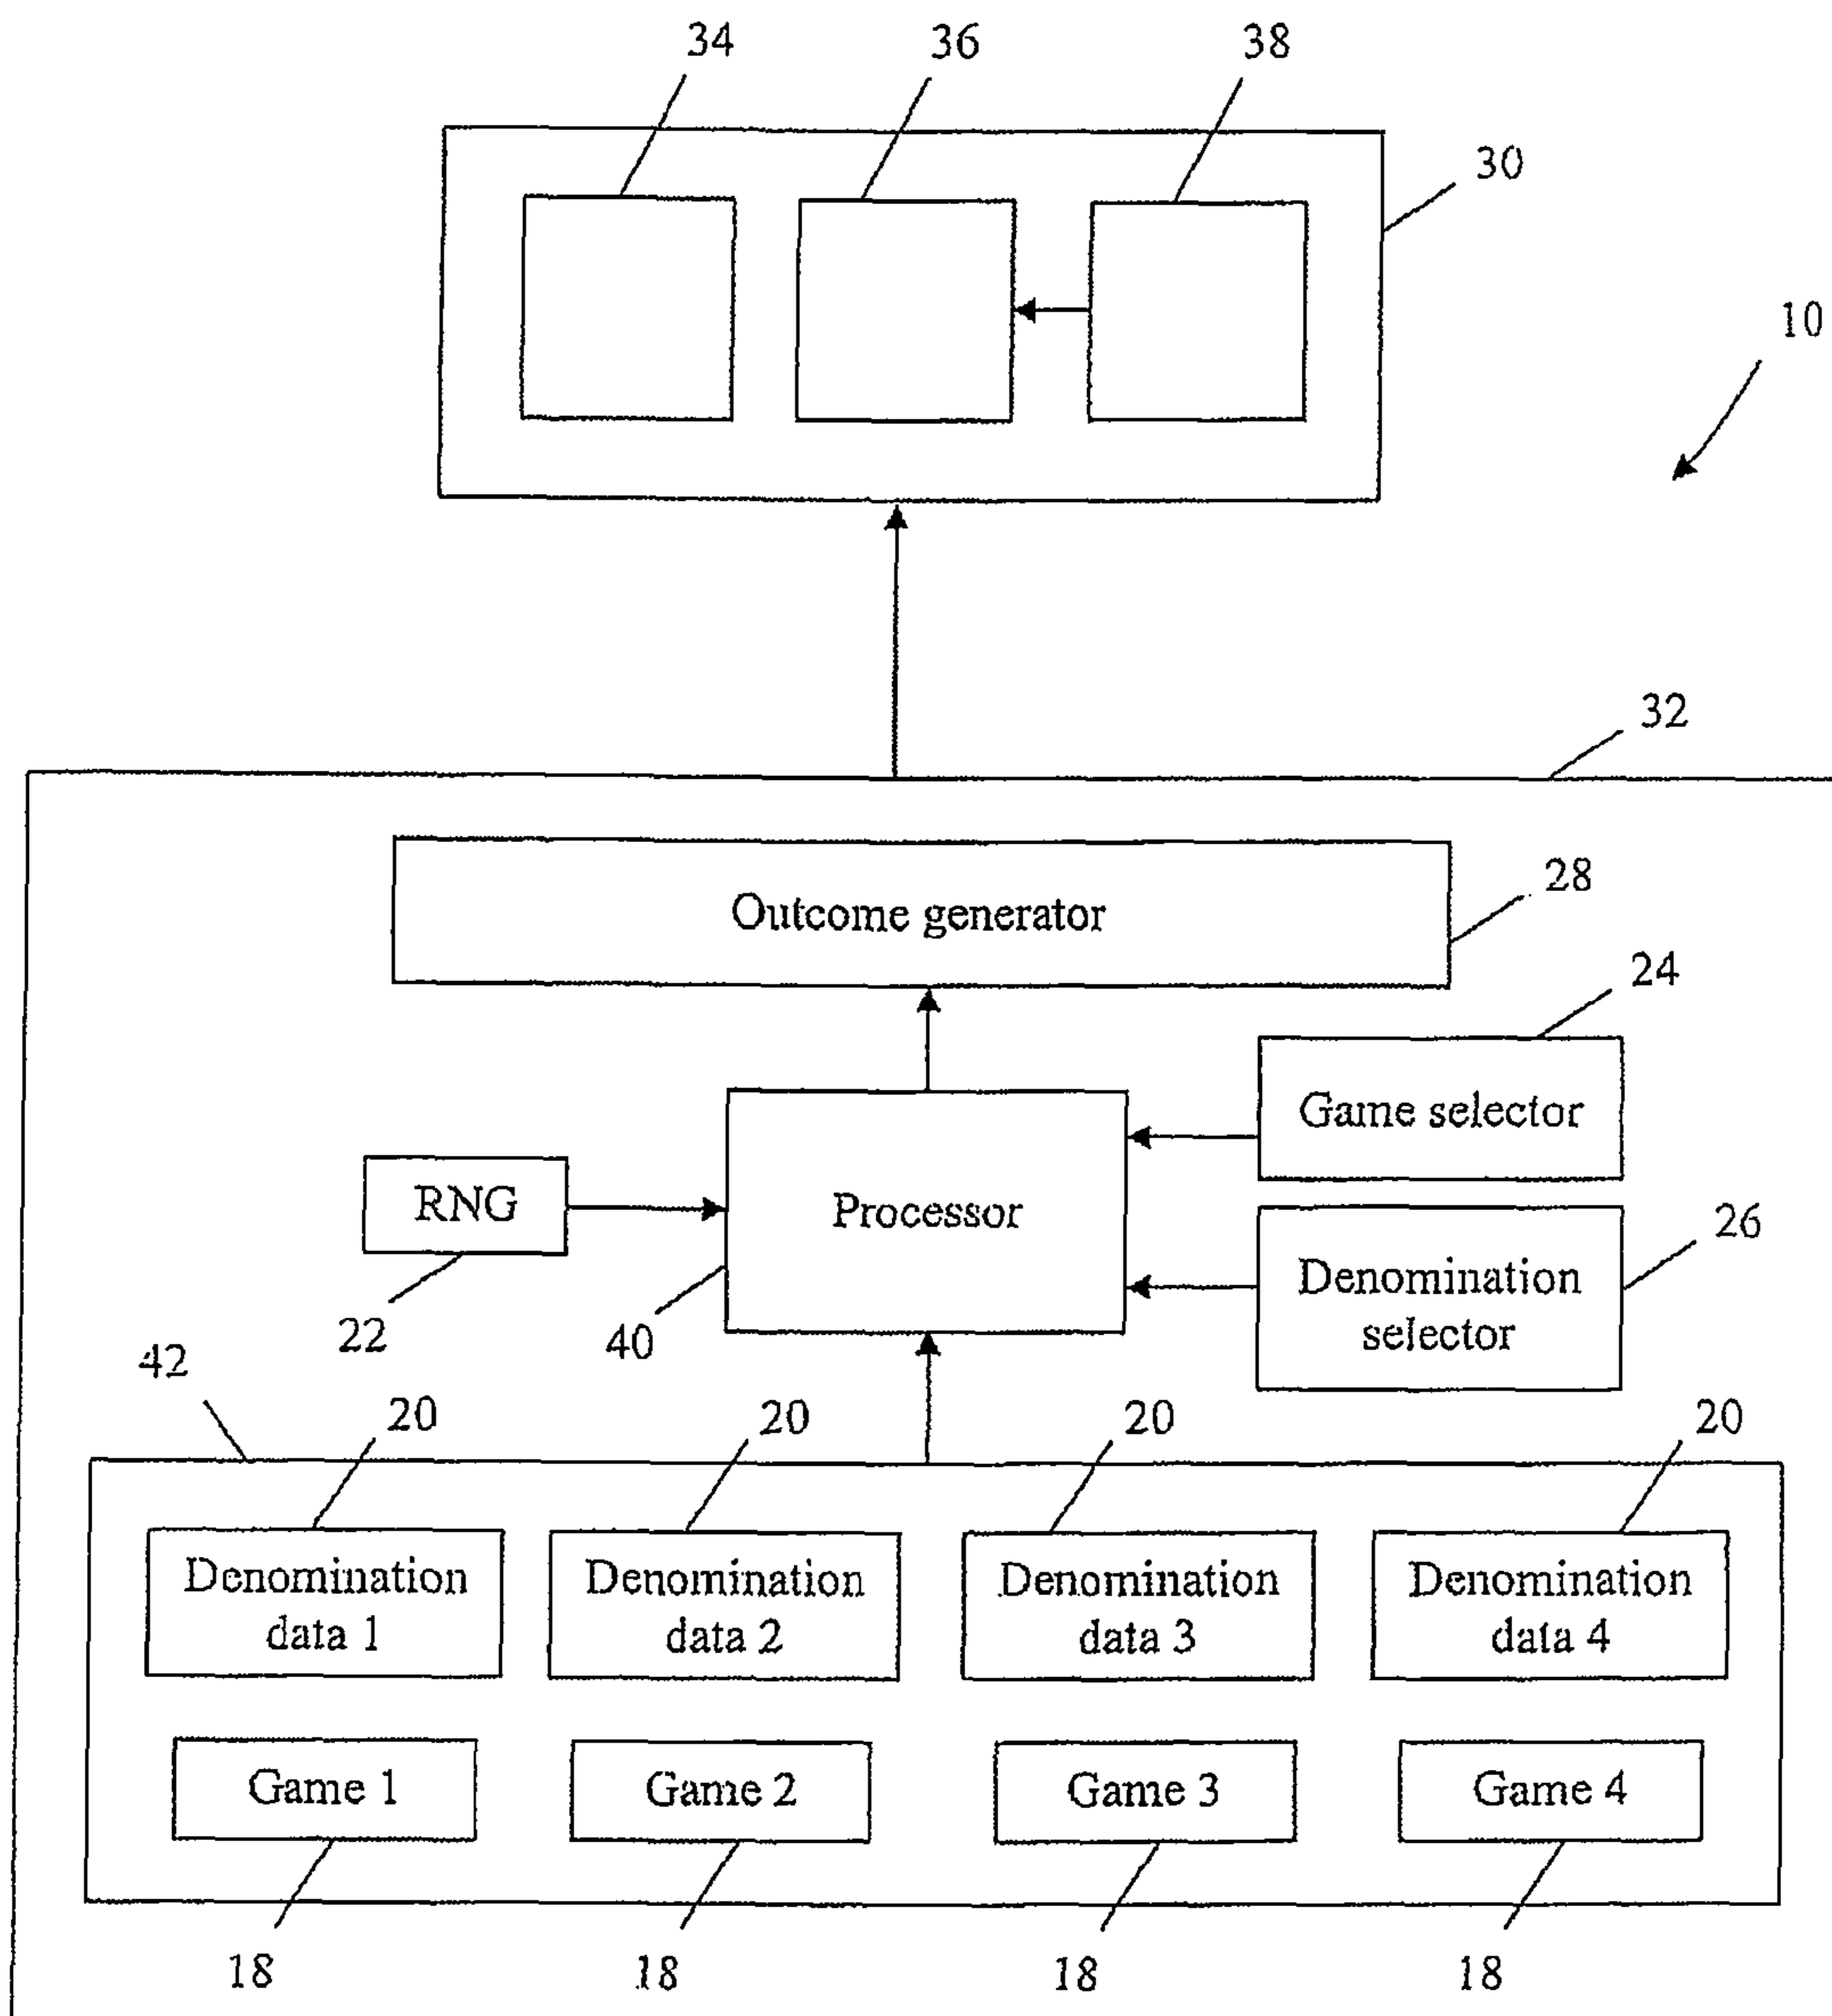 34
36
38
30
10
32
Outcome generator
28
24
Game selector
RNG
Processor
26
Denomination
selector
22
40
42
20
20
20
20
Denomination
data 1
Denomination
data 2
Denomination
data 3
Denomination
data 4
Game 1
Game 2
Game 3
Game 4
18
18
18
18